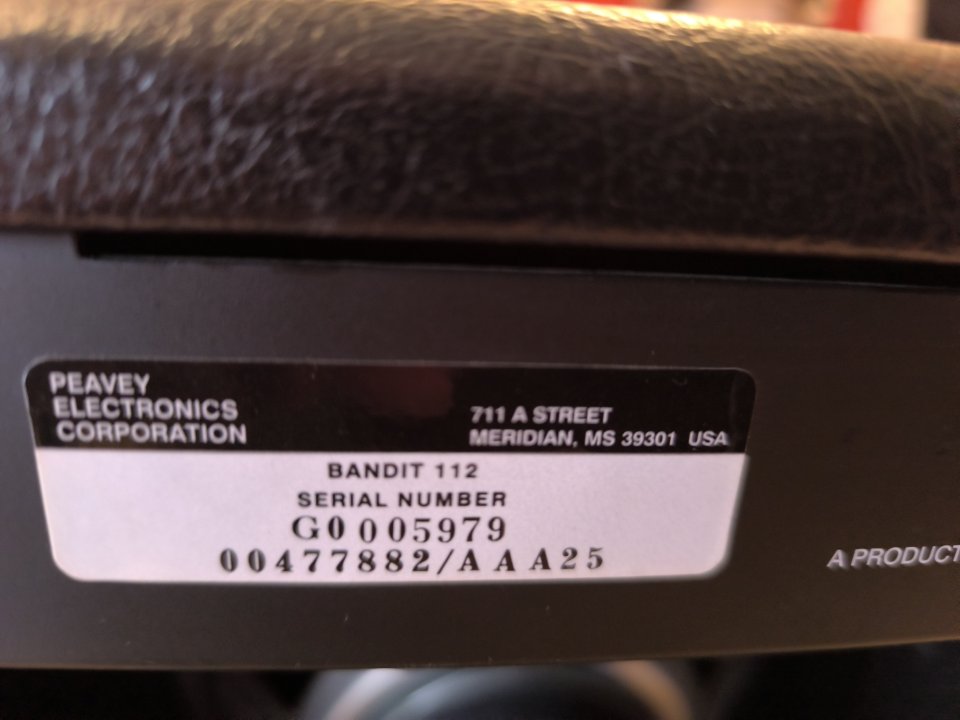 PEAVEY
ELECTRONICS
CORPORATION
711 A STREET
MERIDIAN, MS 39301 USA
BANDIT 112
SERIAL NUMBER
G0005979
00477882/AAA25
A PRODUCT